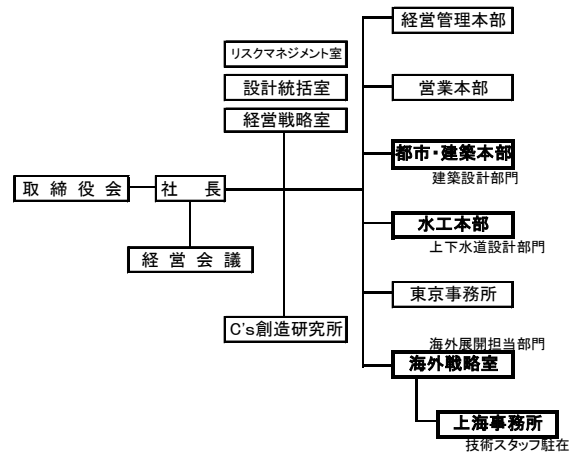 経営管理本部
リスクマネジメント室
設計統括室
営業本部
経営戦略室
都市・建築本部
建築設計部門
取締役会
社長
水工本部
上下水道設計部門
経営会議
東京事務所
C's創造研究所
海外展開担当部門
海外戦略室
上海事務所
技術スタッフ駐在